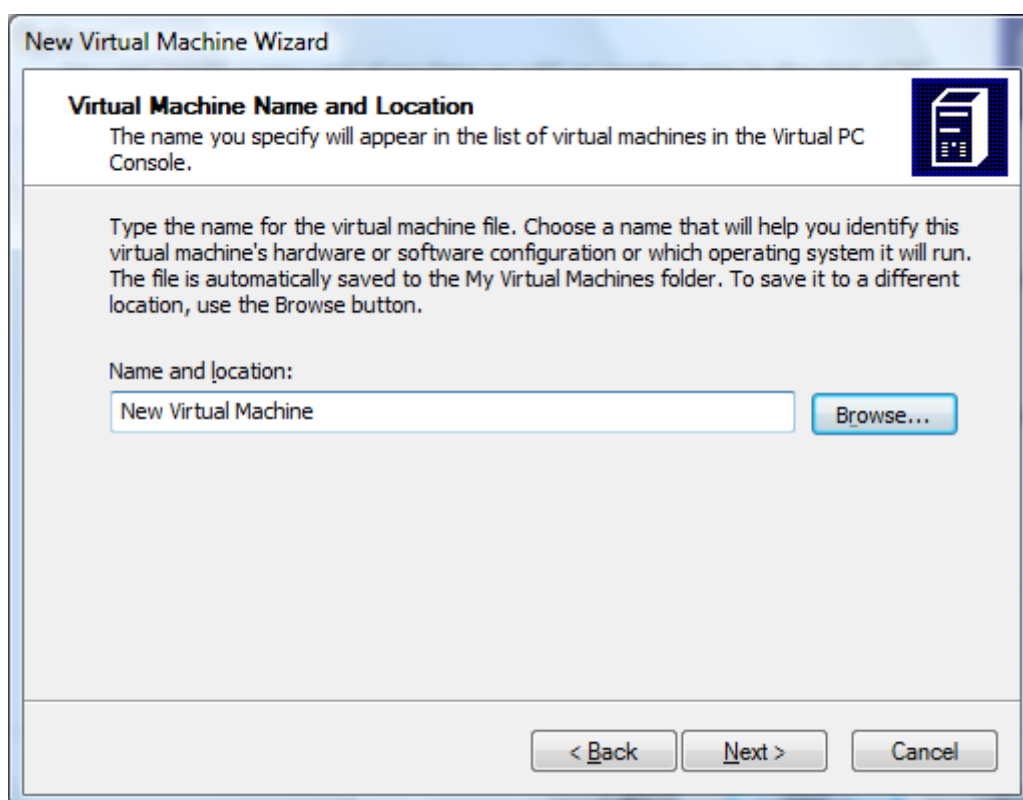 New Virtual Machine Wizard
Virtual Machine Name and Location
The name you specify will appear in the list of virtual machines in the Virtual PC
Console.
Type the name for the virtual machine file. Choose a name that will help you identify this
virtual machine's hardware or software configuration or which operating system it will run.
The file is automatically saved to the My Virtual Machines folder. To save it to a different
location, use the Browse button.
Name and location:
New Virtual Machine
Browse...
< Back
Next >
Cancel